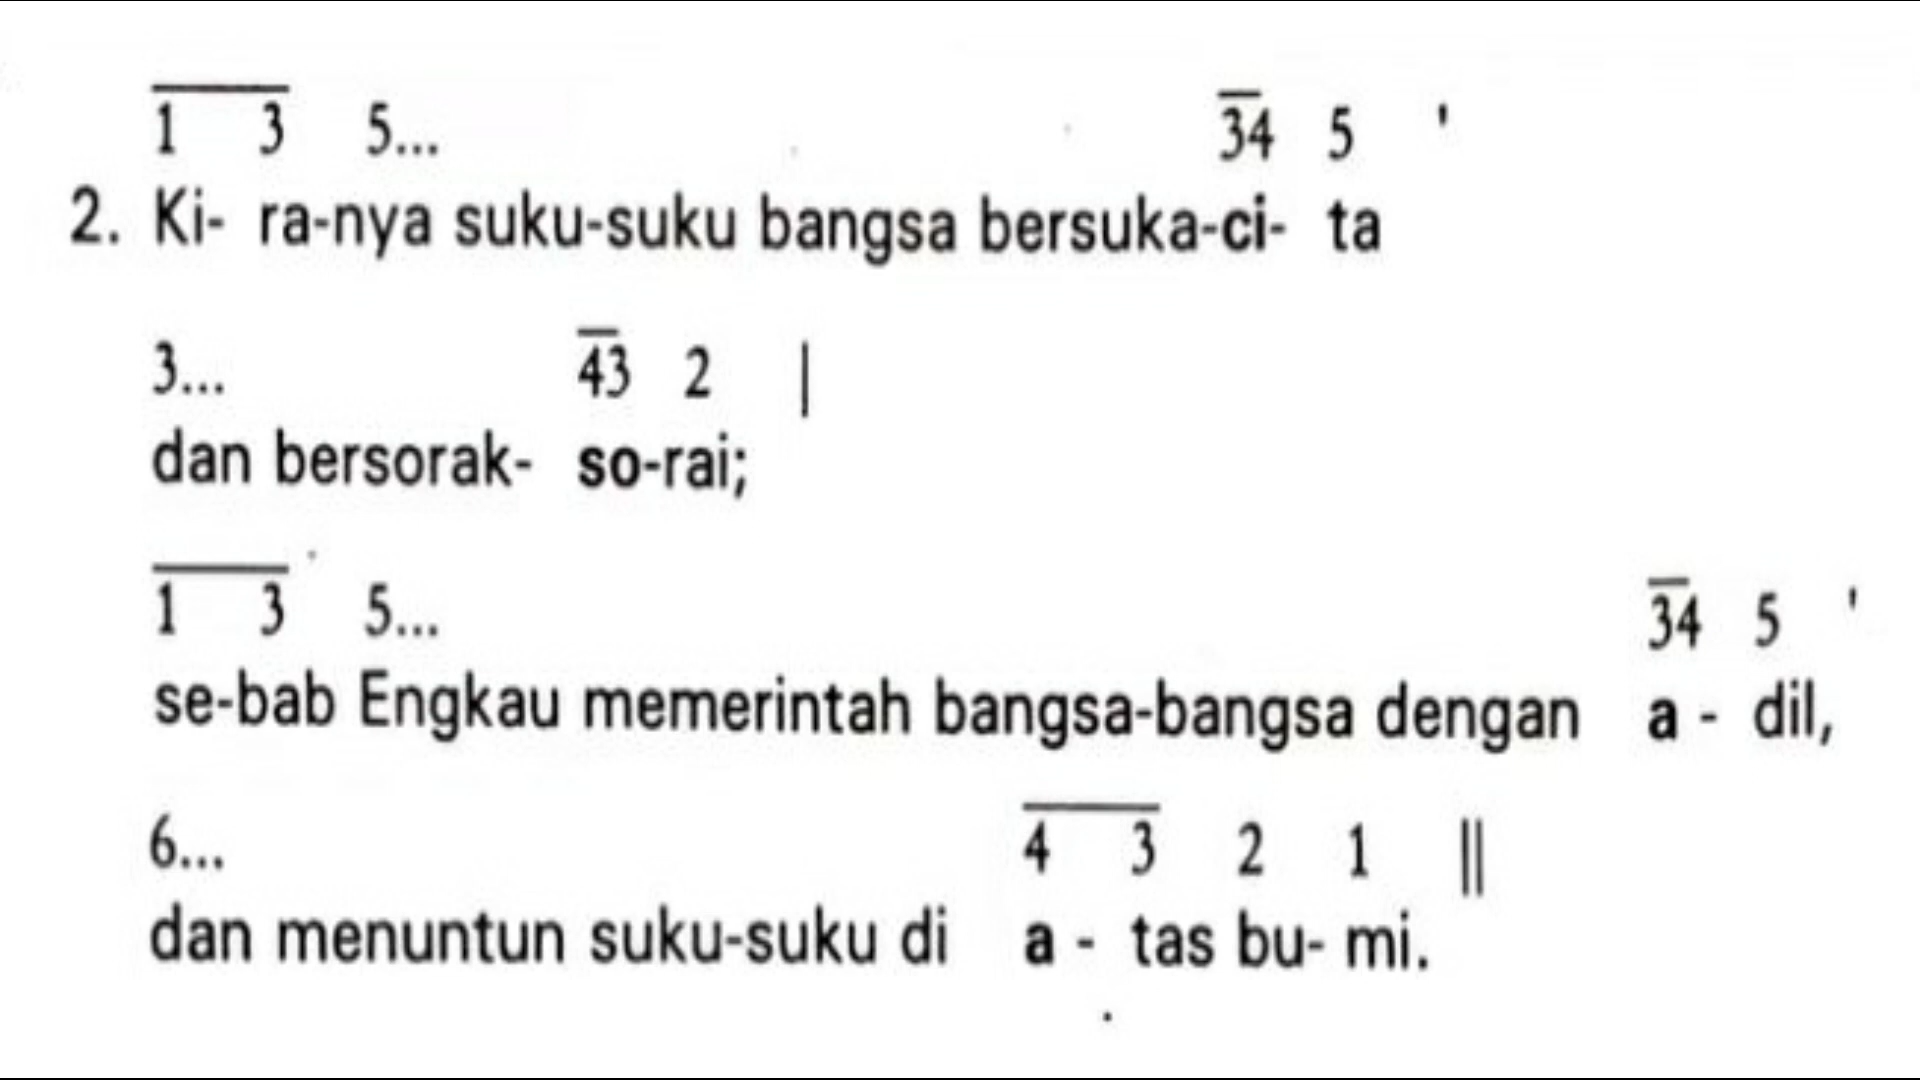 1 3 5... 34 5 '
2. Ki- ra-nya suku-suku bangsa bersuka-ci- ta
3... 43 2 |
dan bersorak- so-rai;
1 3 5... 34 5 '
se-bab Engkau memerintah bangsa-bangsa dengan a - dil,
6... 4 3 2 1 ||
dan menuntun suku-suku di a - tas bu- mi.